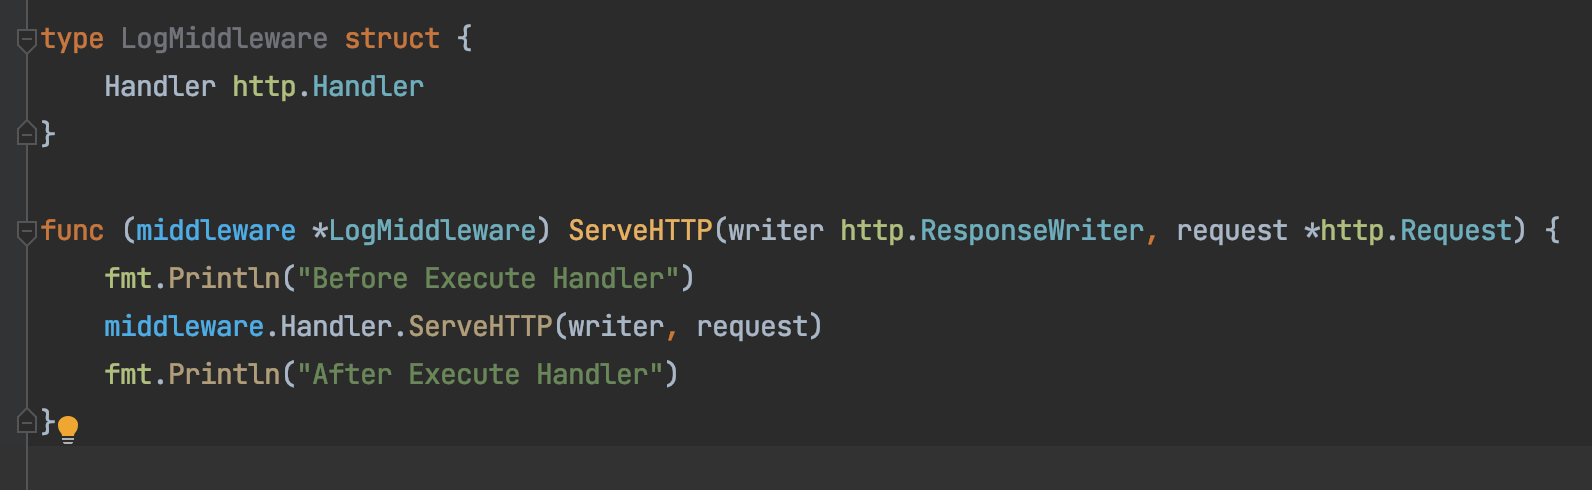 type LogMiddleware struct {
    Handler http.Handler
}
func (middleware *LogMiddleware) ServeHTTP(writer http.ResponseWriter, request *http.Request) {
    fmt.Println("Before Execute Handler")
    middleware.Handler.ServeHTTP(writer, request)
    fmt.Println("After Execute Handler")
}